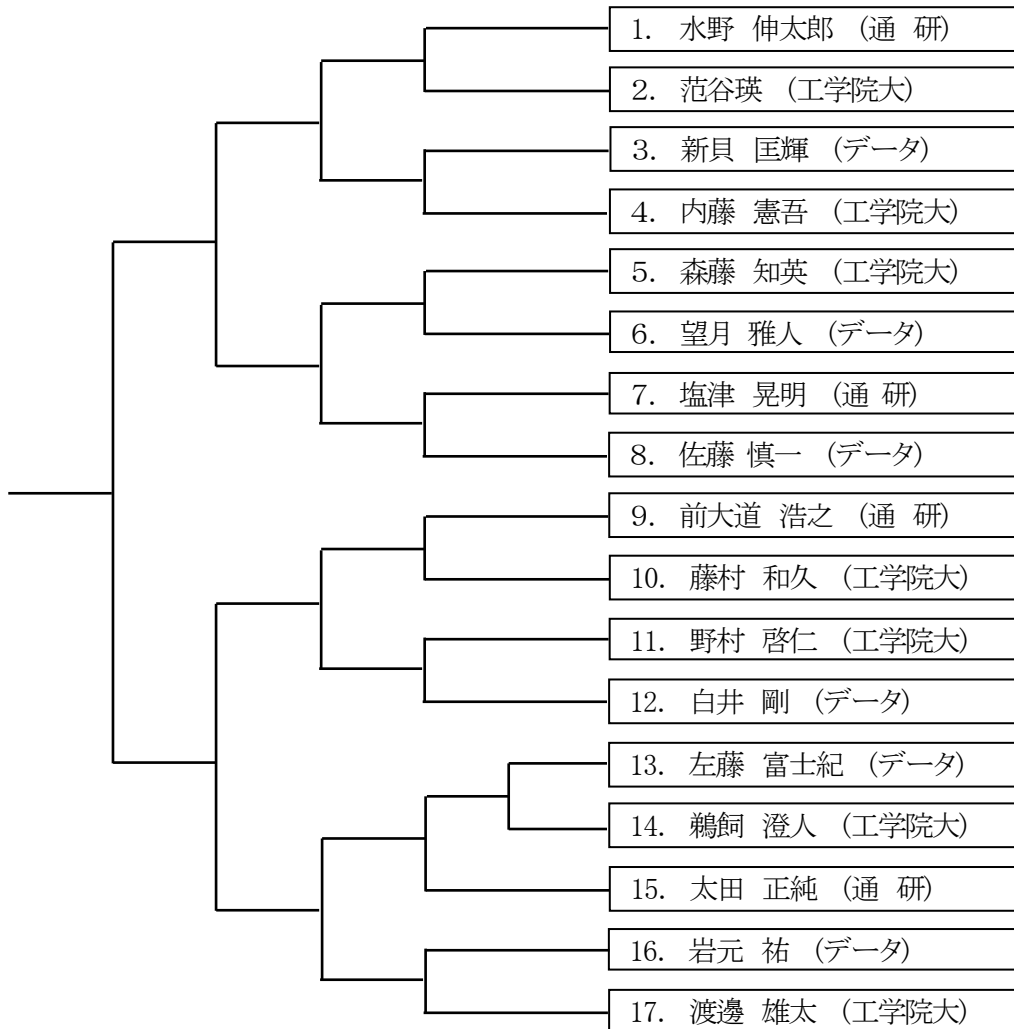 1. 水野 伸太郎 (通 研)
2. 范谷瑛 (工学院大)
3. 新貝 匡輝 (データ)
4. 内藤 憲吾 (工学院大)
5. 森藤 知英 (工学院大)
6. 望月 雅人 (データ)
7. 塩津 晃明 (通 研)
8. 佐藤 慎一 (データ)
9. 前大道 浩之 (通 研)
10. 藤村 和久 (工学院大)
11. 野村 啓仁 (工学院大)
12. 白井 剛 (データ)
13. 左藤 富士紀 (データ)
14. 鵜飼 澄人 (工学院大)
15. 太田 正純 (通 研)
16. 岩元 祐 (データ)
17. 渡邊 雄太 (工学院大)